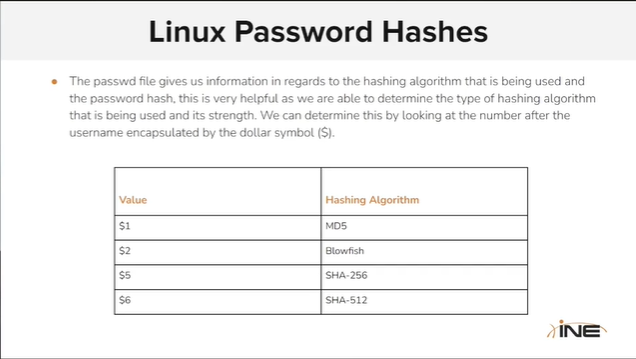 Linux Password Hashes
• The passwd file gives us information in regards to the hashing algorithm that is being used and
the password hash, this is very helpful as we are able to determine the type of hashing algorithm
that is being used and its strength. We can determine this by looking at the number after the
username encapsulated by the dollar symbol ($).
Value Hashing Algorithm
$1 MD5
$2 Blowfish
$5 SHA-256
$6 SHA-512
INE